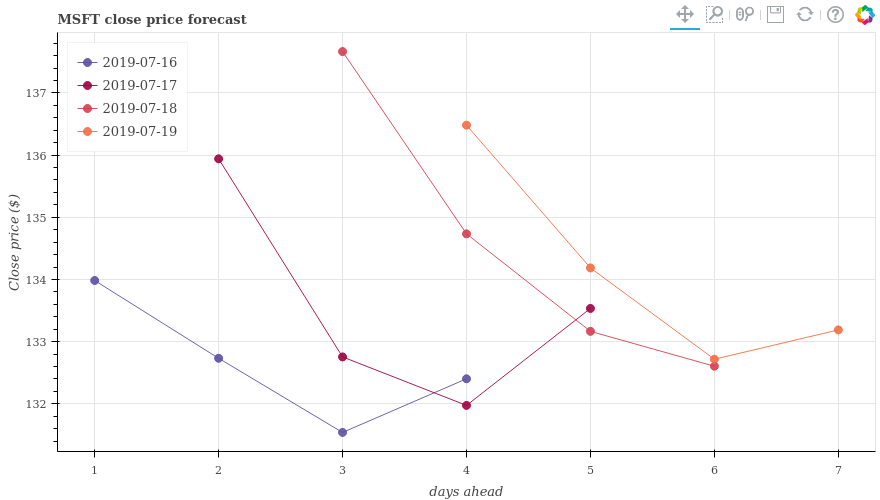 MSFT close price forecast
2019-07-16
2019-07-17
2019-07-18
2019-07-19
137
136
135
134
133
132
Close price ($)
1 2 3 4 5 6 7
days ahead